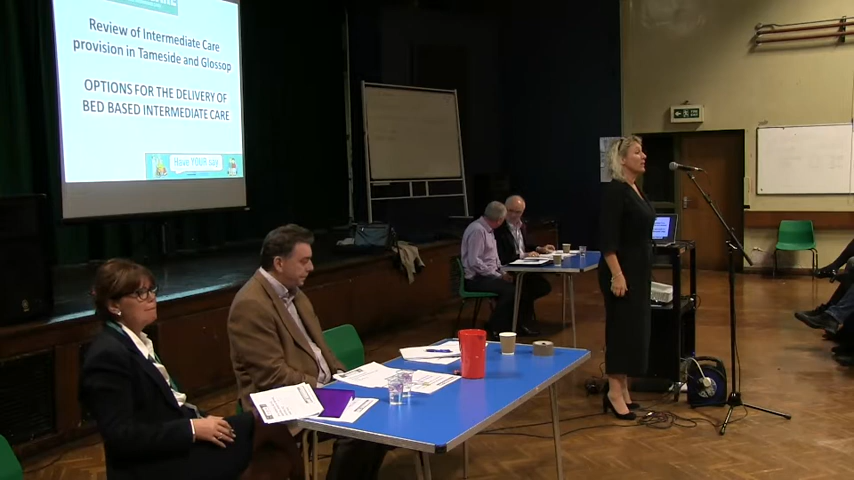 Review of Intermediate Care
provision in Tameside and Glossop
OPTIONS FOR THE DELIVERY OF
BED BASED INTERMEDIATE CARE
Have YOUR say